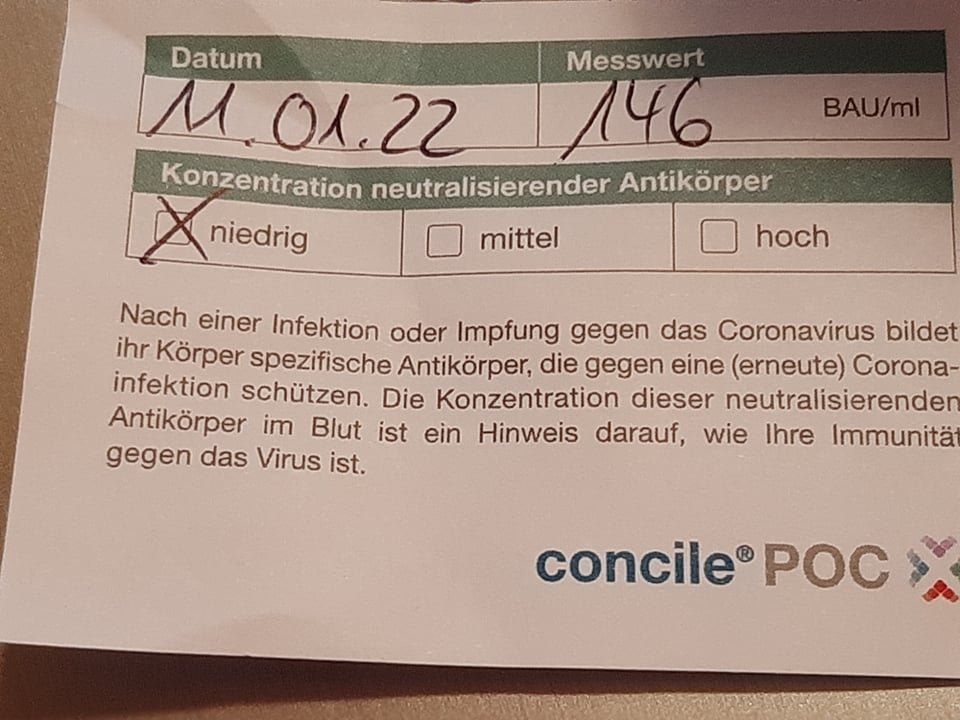 Datum Messwert
11.01.22 146 BAU/ml
Konzentration neutralisierender Antikörper
niedrig mittel hoch
Nach einer Infektion oder Impfung gegen das Coronavirus bildet
ihr Körper spezifische Antikörper, die gegen eine (erneute) Corona-
infektion schützen. Die Konzentration dieser neutralisierenden
Antikörper im Blut ist ein Hinweis darauf, wie Ihre Immunität
gegen das Virus ist.
concile® POC